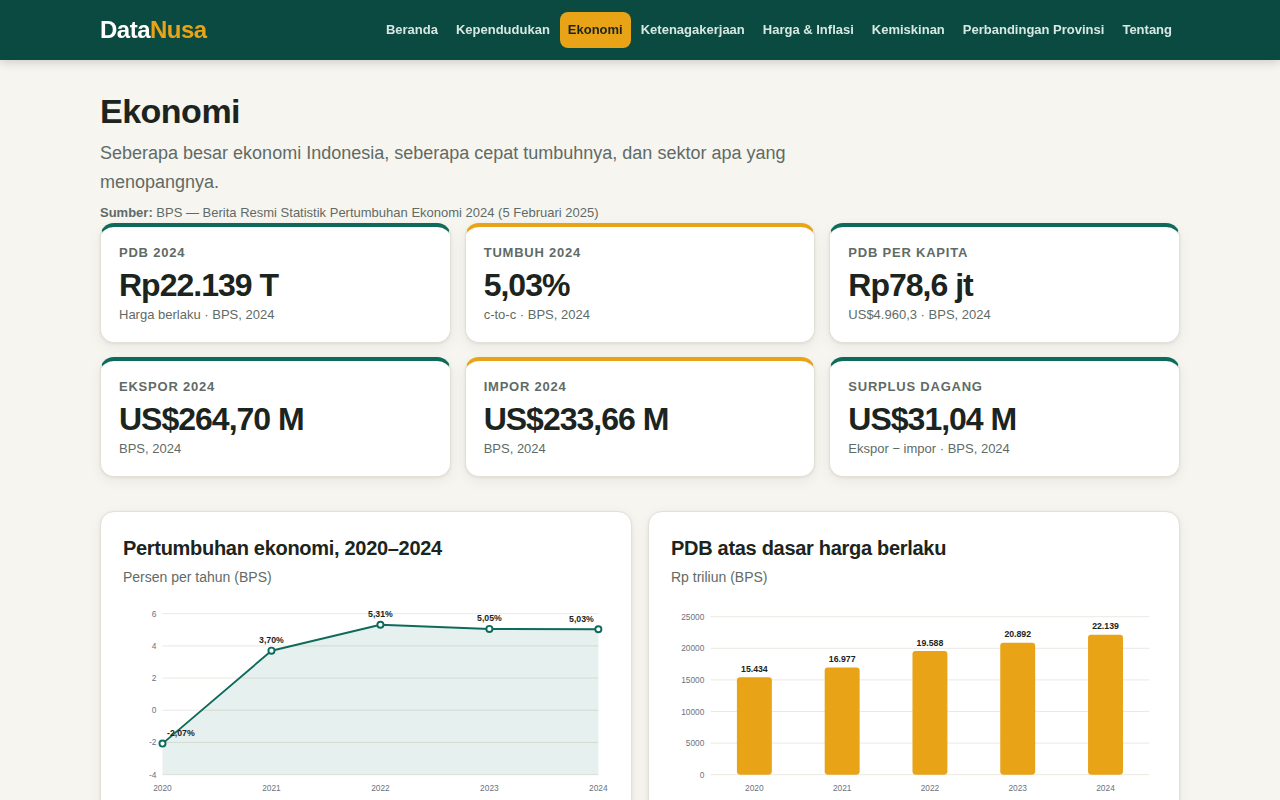 DataNusa
Beranda Kependudukan Ekonomi Ketenagakerjaan Harga & Inflasi Kemiskinan Perbandingan Provinsi Tentang
Ekonomi
Seberapa besar ekonomi Indonesia, seberapa cepat tumbuhnya, dan sektor apa yang
menopangnya.
Sumber: BPS — Berita Resmi Statistik Pertumbuhan Ekonomi 2024 (5 Februari 2025)
PDB 2024
Rp22.139 T
Harga berlaku · BPS, 2024
TUMBUH 2024
5,03%
c-to-c · BPS, 2024
PDB PER KAPITA
Rp78,6 jt
US$4.960,3 · BPS, 2024
EKSPOR 2024
US$264,70 M
BPS, 2024
IMPOR 2024
US$233,66 M
BPS, 2024
SURPLUS DAGANG
US$31,04 M
Ekspor − impor · BPS, 2024
Pertumbuhan ekonomi, 2020–2024
Persen per tahun (BPS)
6
4
2
0
-2
-4
-2,07%
3,70%
5,31%
5,05%
5,03%
2020 2021 2022 2023 2024
PDB atas dasar harga berlaku
Rp triliun (BPS)
25000
20000
15000
10000
5000
0
15.434
16.977
19.588
20.892
22.139
2020 2021 2022 2023 2024